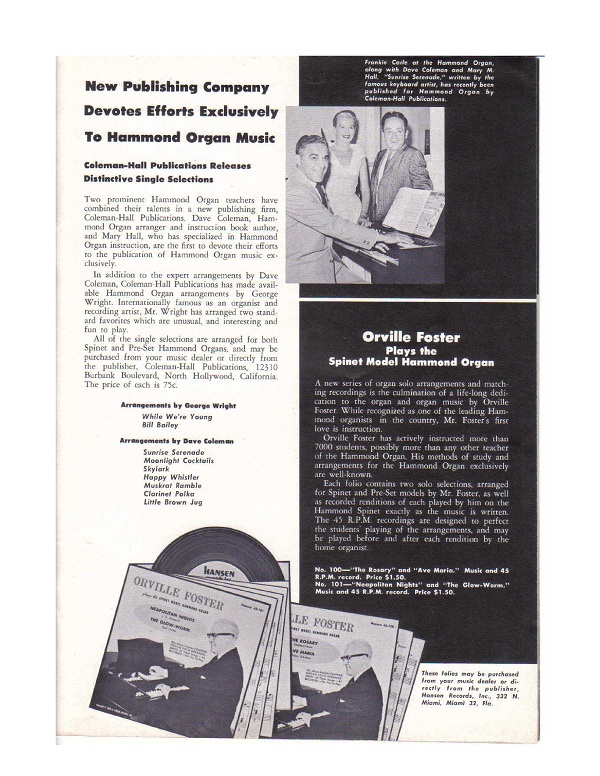 New Publishing Company
Devotes Efforts Exclusively
To Hammond Organ Music
Coleman-Hall Publications Releases
Distinctive Single Selections
Two prominent Hammond Organ teachers have
combined their talents in a new publishing firm,
Coleman-Hall Publications. Dave Coleman, Ham-
mond Organ arranger and instruction book author,
and Mary Hall, who has specialized in Hammond
Organ instruction, are the first to devote their efforts
to the publication of Hammond Organ music ex-
clusively.
In addition to the expert arrangements by Dave
Coleman, Coleman-Hall Publications has made avail-
able Hammond Organ arrangements by George
Wright. Internationally famous as an organist and
recording artist, Mr. Wright has arranged two stand-
ard favorites which are unusual, and interesting and
fun to play.
All of the single selections are arranged for both
Spinet and Pre-Set Hammond Organs, and may be
purchased from your music dealer or directly from
the publisher, Coleman-Hall Publications, 12310
Burbank Boulevard, North Hollywood, California.
The price of each is 75c.
Arrangements by George Wright
While We're Young
Bill Bailey
Arrangements by Dave Coleman
Sunrise Serenade
Moonlight Cocktails
Skylark
Happy Whistler
Muskrat Ramble
Clarinet Polka
Little Brown Jug
Frankie Carle at the Hammond Organ,
along with Dave Coleman and Mary M.
Hall. "Sunrise Serenade," written by the
famous keyboard artist, has recently been
published for Hammond Organ by
Coleman-Hall Publications.
Orville Foster
Plays the
Spinet Model Hammond Organ
A new series of organ solo arrangements and match-
ing recordings is the culmination of a life-long dedi-
cation to the organ and organ music by Orville
Foster. While recognized as one of the leading Ham-
mond organists in the country, Mr. Foster's first
love is instruction.
Orville Foster has actively instructed more than
7000 students, possibly more than any other teacher
of the Hammond Organ. His methods of study and
arrangements for the Hammond Organ exclusively
are well-known.
Each folio contains two solo selections, arranged
for Spinet and Pre-Set models by Mr. Foster, as well
as recorded renditions of each played by him on the
Hammond Spinet exactly as the music is written.
The 45 R.P.M. recordings are designed to perfect
the students' playing of the arrangements, and may
be played before and after each rendition by the
home organist.
No. 100—"The Rosary" and "Ave Maria." Music and 45
R.P.M. record. Price $1.50.
No. 101—"Neapolitan Nights" and "The Glow-Worm."
Music and 45 R.P.M. record. Price $1.50.
HANSEN
ORVILLE FOSTER
plays the SPINET MODEL HAMMOND ORGAN
NEAPOLITAN NIGHTS
THE GLOW-WORM
LLE FOSTER
HE ROSARY
VE MARIA
These folios may be purchased
from your music dealer or di-
rectly from the publisher,
Hansen Records, Inc., 332 N.
Miami, Miami 32, Fla.